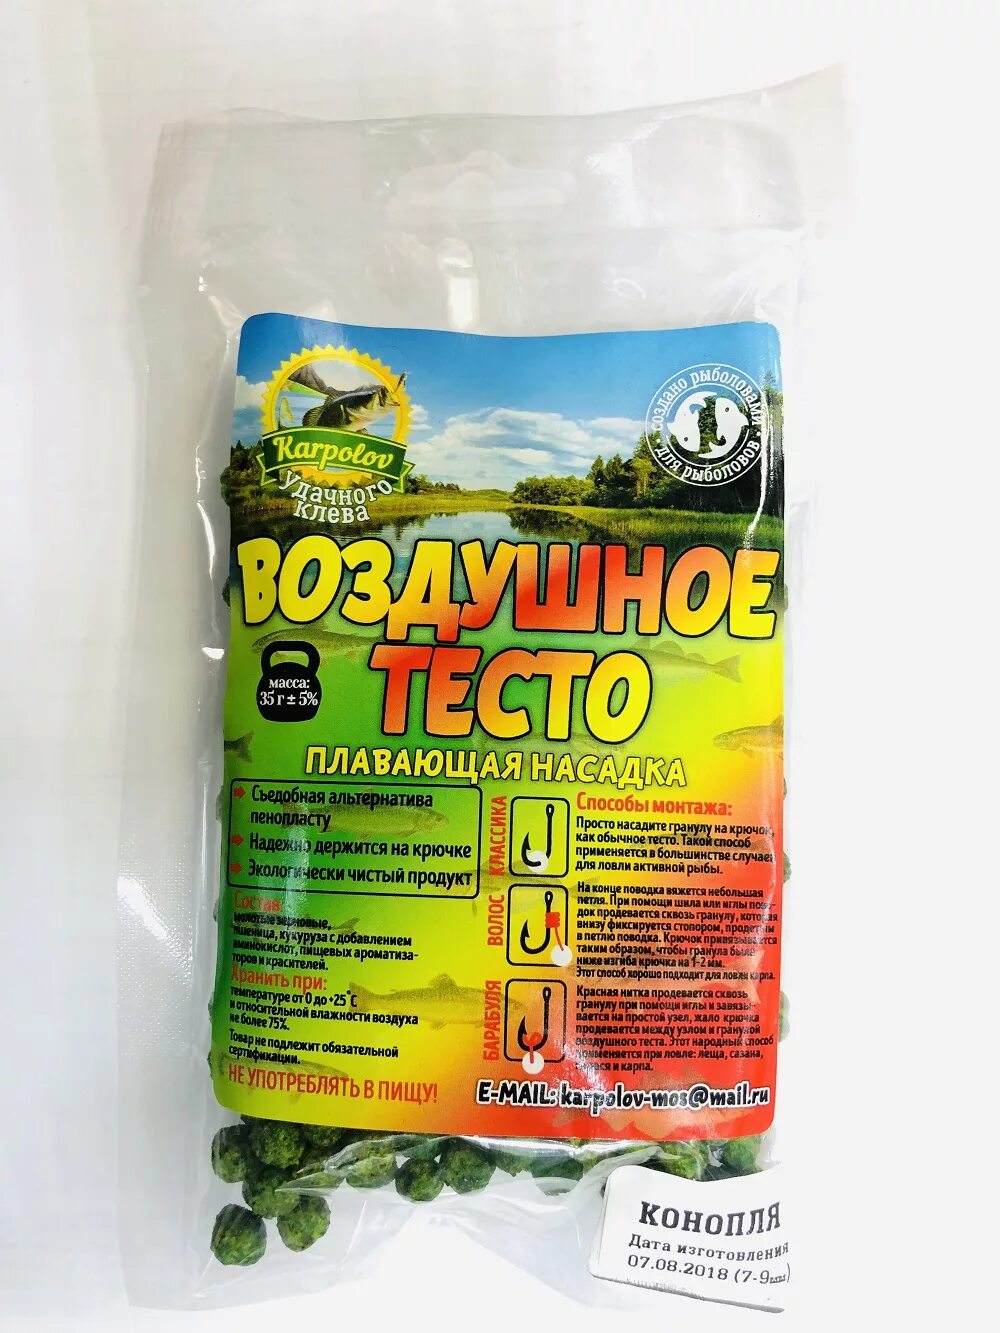 Karpolov
удачного
клёва
создано рыболовами
для рыболовов
ВОЗДУШНОЕ
ТЕСТО
масса:
35 г ± 5%
ПЛАВАЮЩАЯ НАСАДКА
Съедобная альтернатива
пенопласту
Надежно держится на крючке
Экологически чистый продукт
Состав:
молотые зерновые,
пшеница, кукуруза с добавлением
аминокислот, пищевых ароматиза-
торов и красителей.
Хранить при:
температуре от 0 до +25°С
и относительной влажности воздуха
не более 75%.
Товар не подлежит обязательной
сертификации.
НЕ УПОТРЕБЛЯТЬ В ПИЩУ!
Способы монтажа:
КЛАССИКА
Просто насадите гранулу на крючок,
как обычное тесто. Такой способ
применяется в большинстве случаев
для ловли активной рыбы.
ВОЛОС
На конце поводка вяжется небольшая
петля. При помощи шила или иглы пово-
док продевается сквозь гранулу, которая
внизу фиксируется стопором, продетым
в петлю поводка. Крючок привязывается
таким образом, чтобы гранула была
ниже изгиба крючка на 1-2 мм.
Этот способ хорошо подходит для ловли карпа.
БАРАБУЛЯ
Красная нитка продевается сквозь
гранулу при помощи иглы и завязы-
вается на простой узел, жало крючка
продевается между узлом и гранулой
воздушного теста. Этот народный способ
применяется при ловле: леща, сазана,
карася и карпа.
E-MAIL: karpolov-mos@mail.ru
КОНОПЛЯ
Дата изготовления
07.08.2018 (7-9мм)